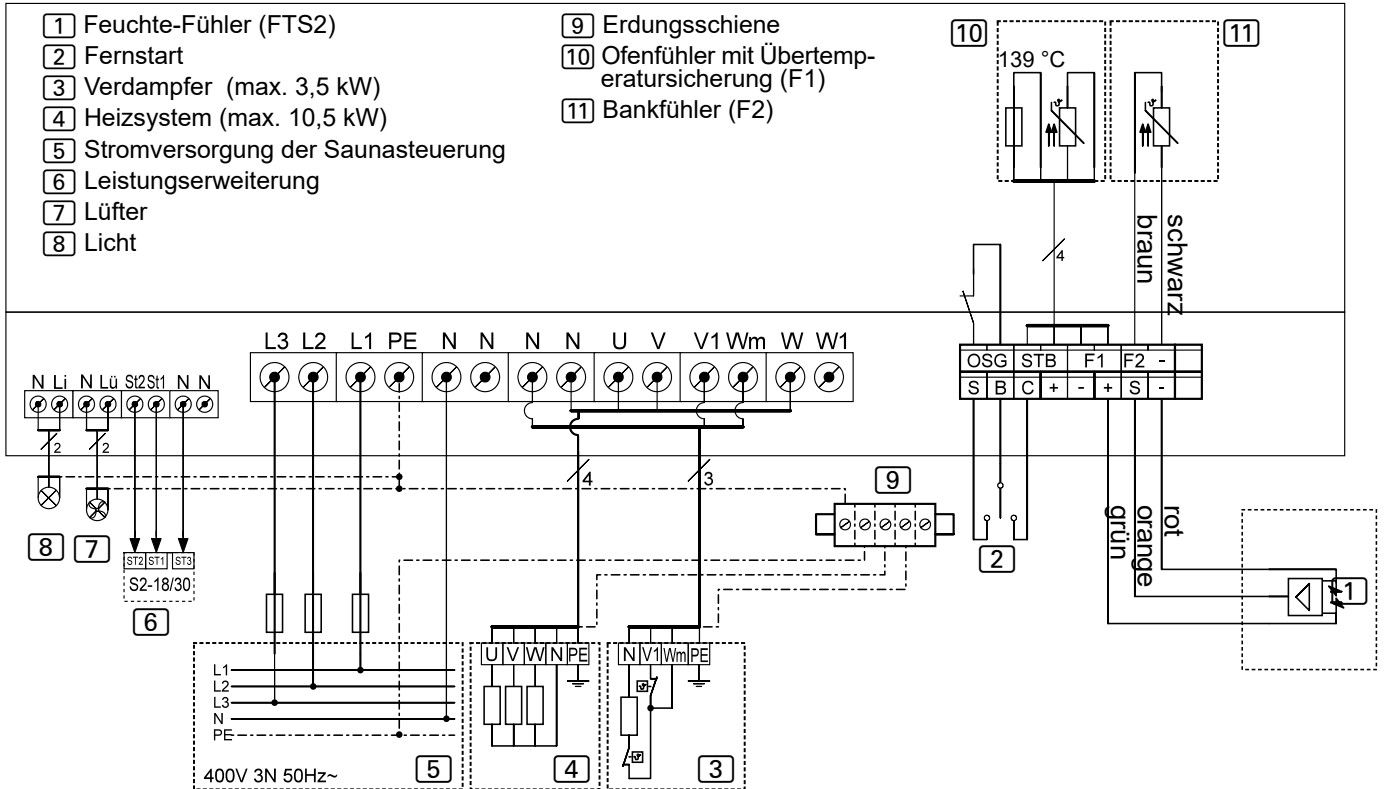 1 Feuchte-Fühler (FTS2)
2 Fernstart
3 Verdampfer (max. 3,5 kW)
4 Heizsystem (max. 10,5 kW)
5 Stromversorgung der Saunasteuerung
6 Leistungserweiterung
7 Lüfter
8 Licht
9 Erdungsschiene
10 Ofenfühler mit Übertemp-
eratursicherung (F1)
11 Bankfühler (F2)
10
139 °C
11
schwarz
braun
4
L3 L2 L1 PE N N N N U V V1 Wm W W1
OSG STB F1 F2 -
S B C + - + S -
N Li N Lü St2 St1 N N
2 2
4 3
9
8 7
ST2 ST1 ST3
S2-18/30
6
2
rot
orange
grün
1
L1
L2
L3
N
PE
400V 3N 50Hz~
5
U V W N PE
4
N V1 Wm PE
3